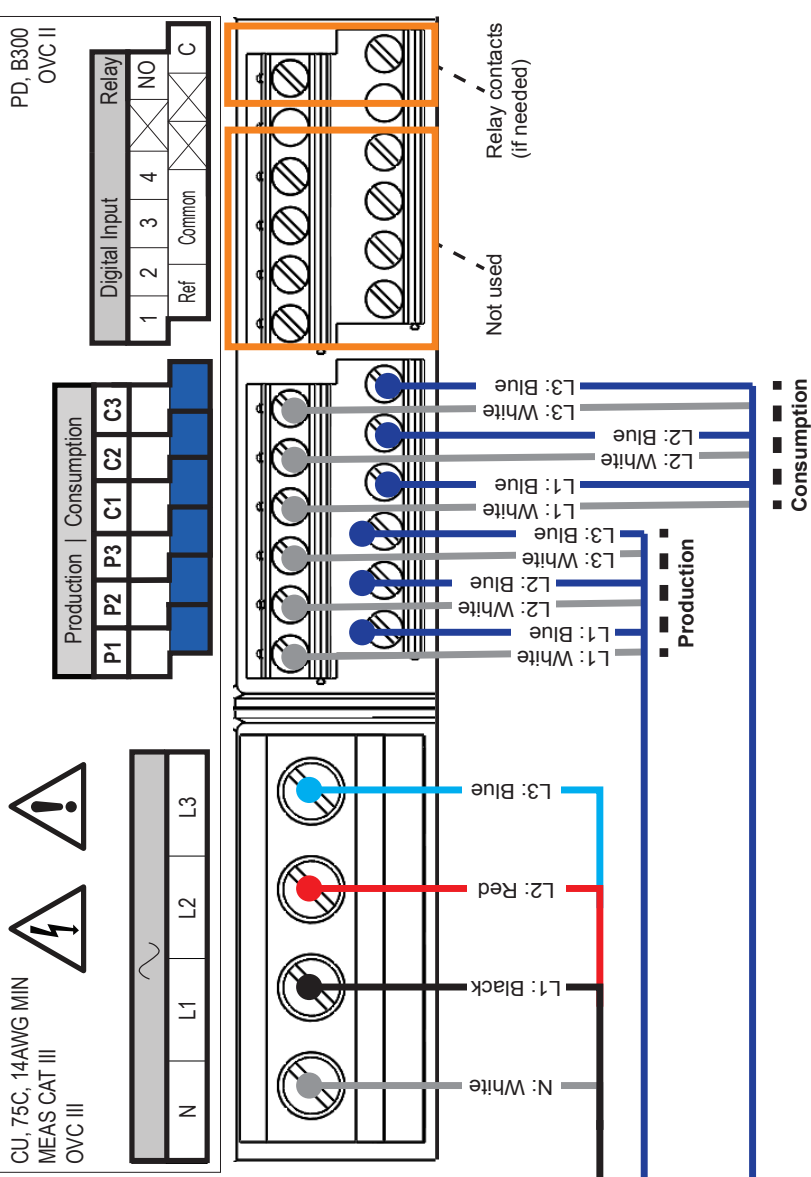 CU, 75C, 14AWG MIN
MEAS CAT III
OVC III
N L1 L2 L3
Production | Consumption
P1 P2 P3 C1 C2 C3
PD, B300
OVC II
Digital Input Relay
1 2 3 4 NO
Ref Common C
Relay contacts
(if needed)
Not used
N: White
L1: Black
L2: Red
L3: Blue
L1: White
L1: Blue
L2: White
L2: Blue
L3: White
L3: Blue
Production
L1: White
L1: Blue
L2: White
L2: Blue
L3: White
L3: Blue
Consumption